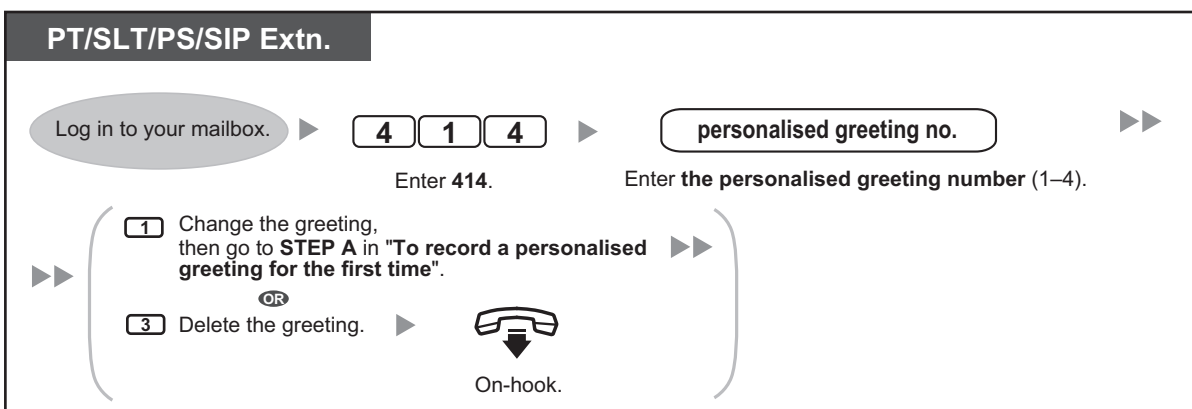 PT/SLT/PS/SIP Extn.
Log in to your mailbox.
4 1 4
personalised greeting no.
Enter 414.
Enter the personalised greeting number (1–4).
1 Change the greeting,
then go to STEP A in "To record a personalised
greeting for the first time".
OR
3 Delete the greeting.
On-hook.